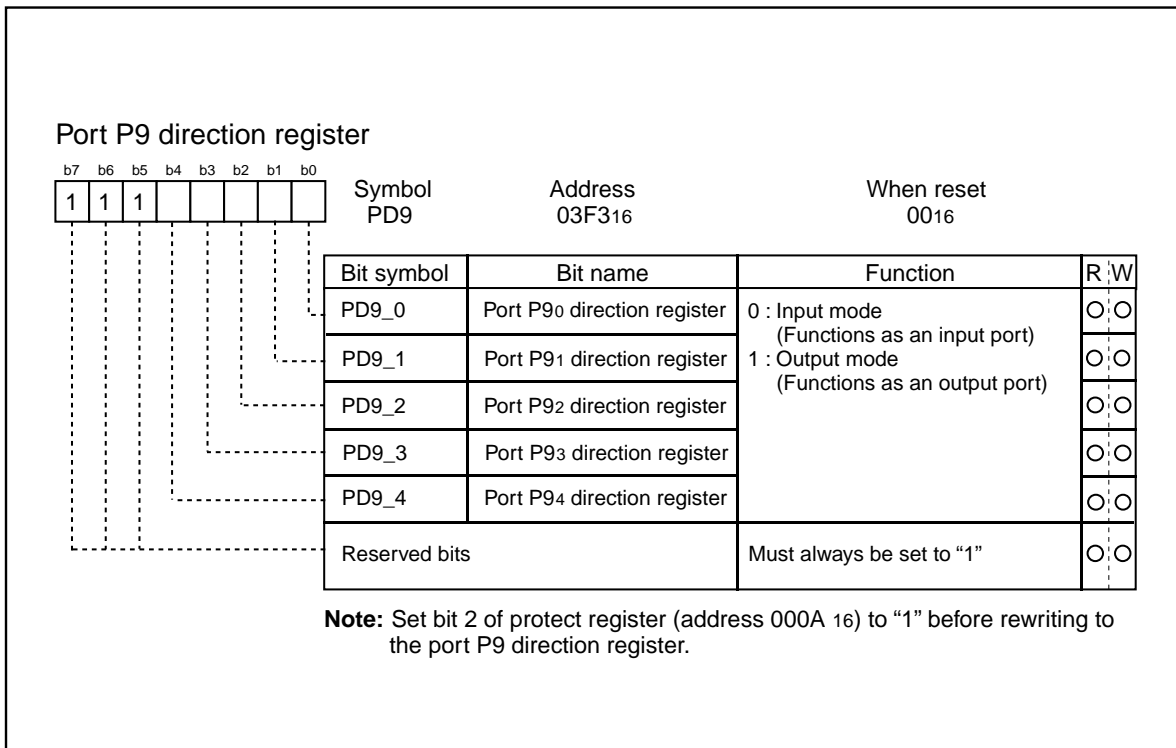 Port P9 direction register
b7 b6 b5 b4 b3 b2 b1 b0
1 1 1
Symbol Address When reset
PD9 03F316 0016
Bit symbol Bit name Function R W
PD9_0 Port P90 direction register 0 : Input mode
(Functions as an input port)
PD9_1 Port P91 direction register 1 : Output mode
(Functions as an output port)
PD9_2 Port P92 direction register
PD9_3 Port P93 direction register
PD9_4 Port P94 direction register
Reserved bits Must always be set to “1”
Note: Set bit 2 of protect register (address 000A 16) to “1” before rewriting to
the port P9 direction register.